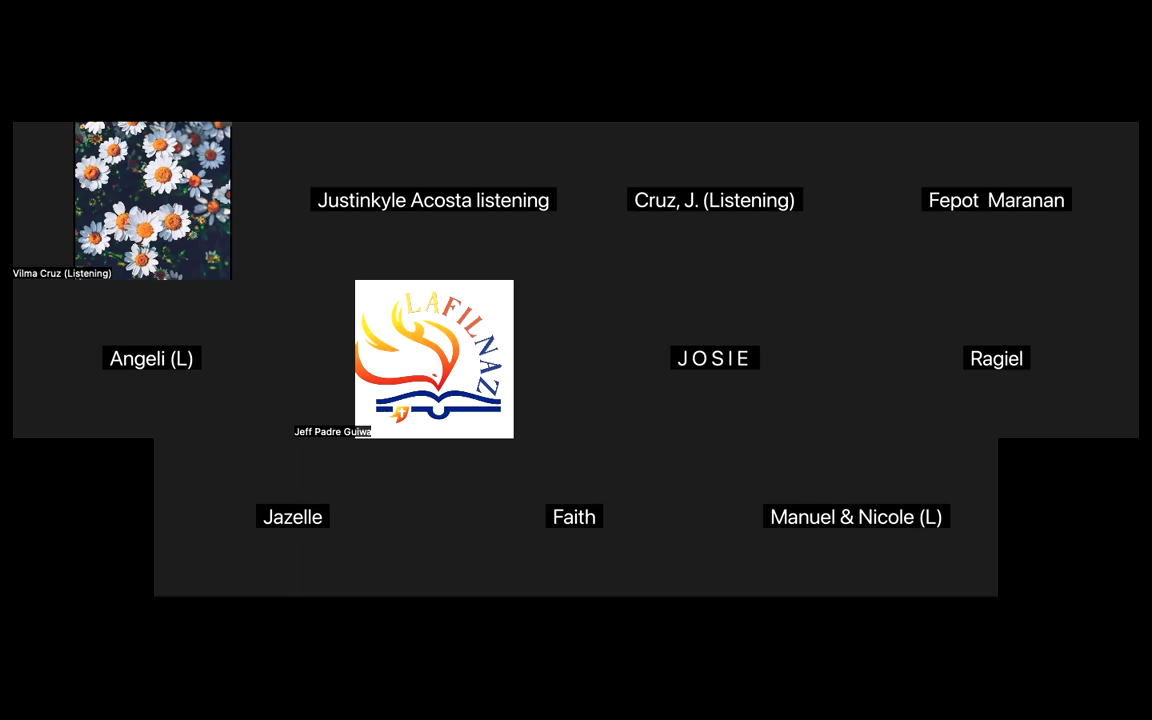 Justinkyle Acosta listening
Cruz, J. (Listening)
Fepot Maranan
Vilma Cruz (Listening)
Angeli (L)
LAFILNAZ
Jeff Padre Guiwa
J O S I E
Ragiel
Jazelle
Faith
Manuel & Nicole (L)